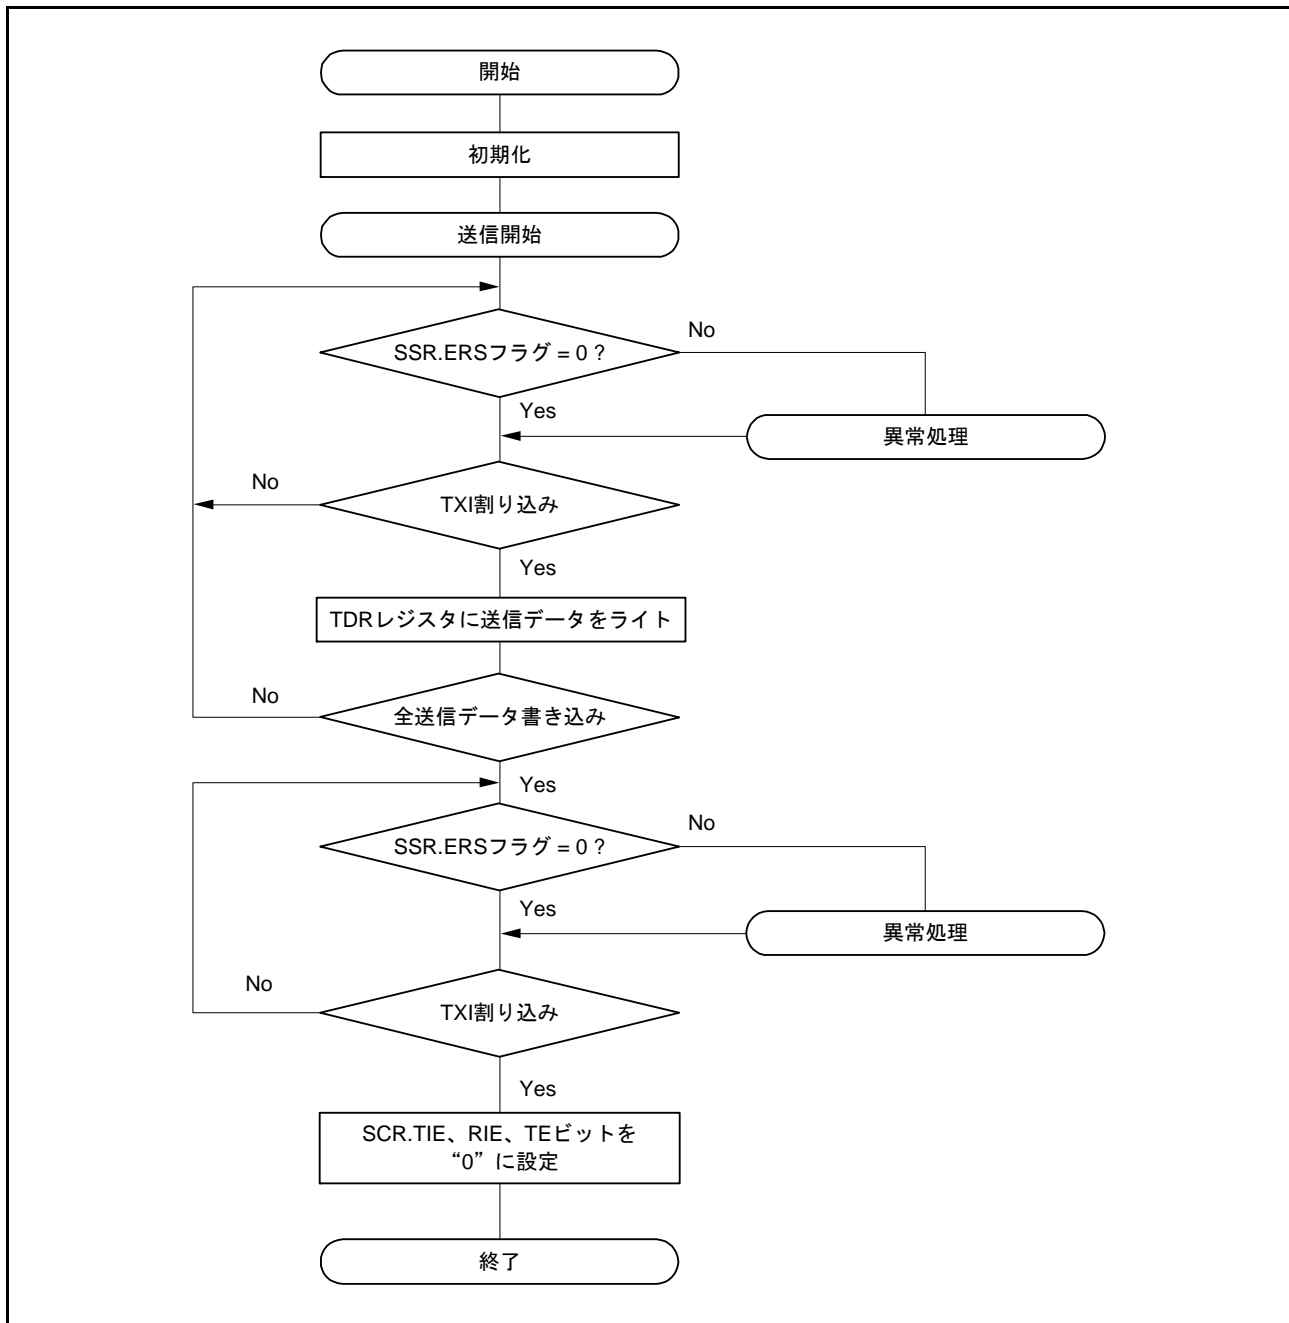 開始
初期化
送信開始
SSR.ERSフラグ = 0 ?
No
Yes
異常処理
No
TXI割り込み
Yes
TDRレジスタに送信データをライト
No
全送信データ書き込み
Yes
SSR.ERSフラグ = 0 ?
No
Yes
異常処理
No
TXI割り込み
Yes
SCR.TIE、RIE、TEビットを
“0”に設定
終了